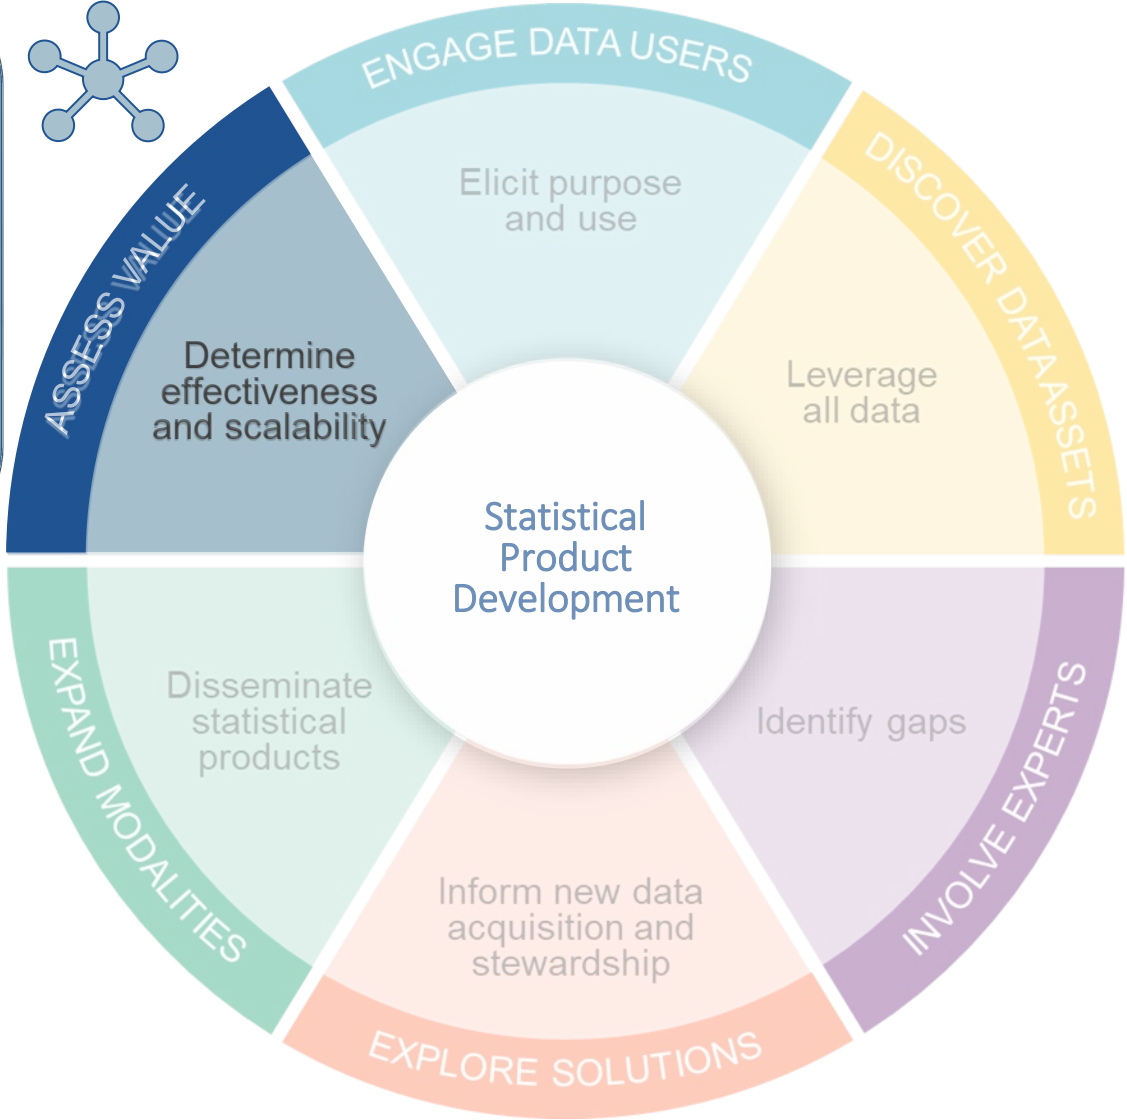 ENGAGE DATA USERS
Elicit purpose
and use
DISCOVER DATA ASSETS
Leverage
all data
INVOLVE EXPERTS
Identify gaps
EXPLORE SOLUTIONS
Inform new data
acquisition and
stewardship
EXPAND MODALITIES
Disseminate
statistical
products
ASSESS VALUE
Determine
effectiveness
and scalability
Statistical
Product
Development